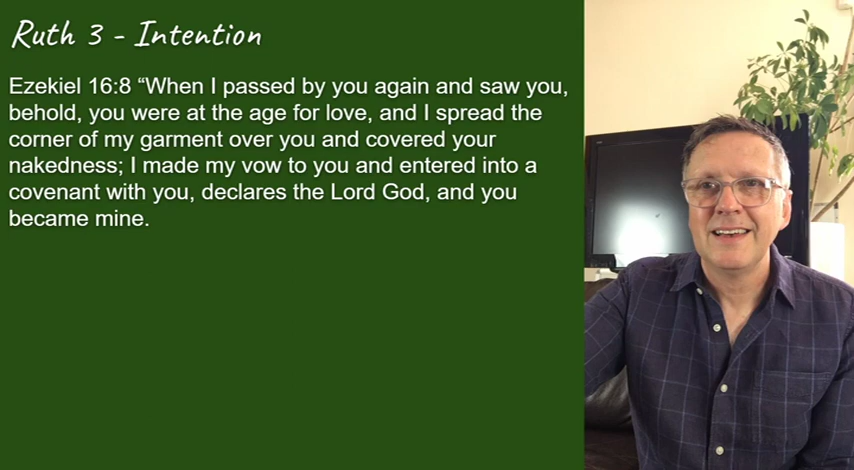 Ruth 3 - Intention
Ezekiel 16:8 “When I passed by you again and saw you,
behold, you were at the age for love, and I spread the
corner of my garment over you and covered your
nakedness; I made my vow to you and entered into a
covenant with you, declares the Lord God, and you
became mine.